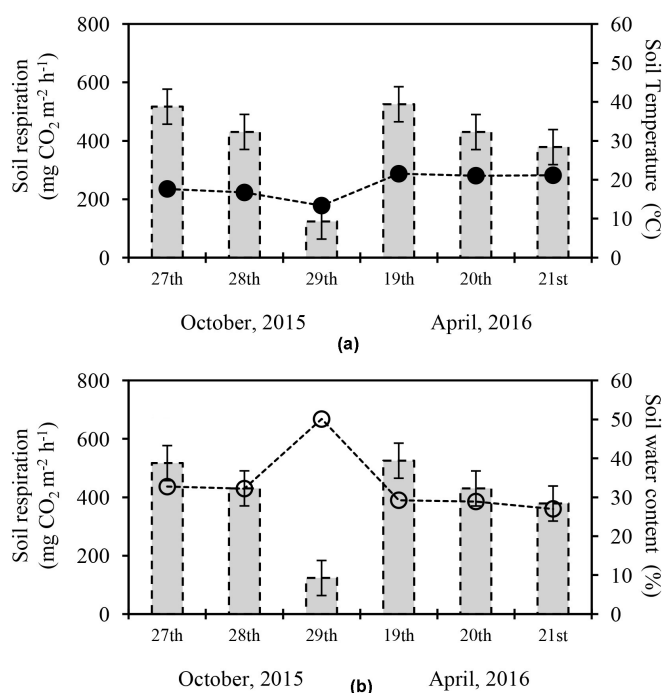 800
600
400
200
0
Soil respiration
(mg CO₂ m⁻² h⁻¹)
60
50
40
30
20
10
0
Soil Temperature (°C)
27th 28th 29th 19th 20th 21st
October, 2015 April, 2016
(a)
800
600
400
200
0
Soil respiration
(mg CO₂ m⁻² h⁻¹)
60
50
40
30
20
10
0
Soil water content (%)
27th 28th 29th 19th 20th 21st
October, 2015 April, 2016
(b)